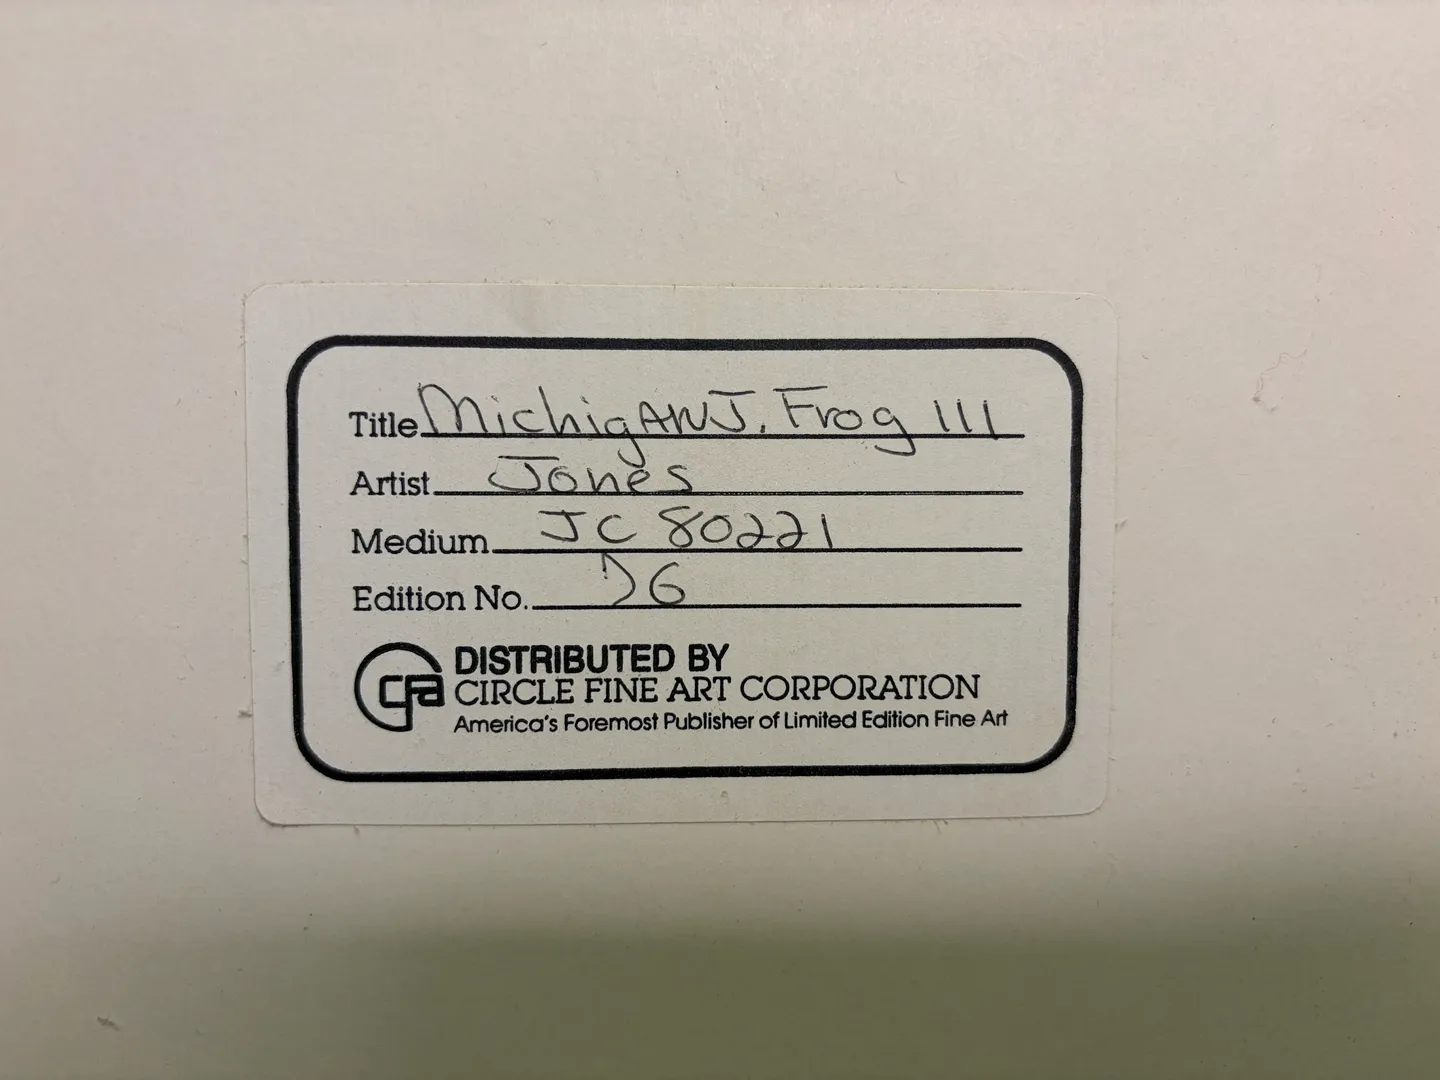 Title MichigAN J. Frog III
Artist Jones
Medium JC 80221
Edition No. 76
cfa
DISTRIBUTED BY
CIRCLE FINE ART CORPORATION
America's Foremost Publisher of Limited Edition Fine Art